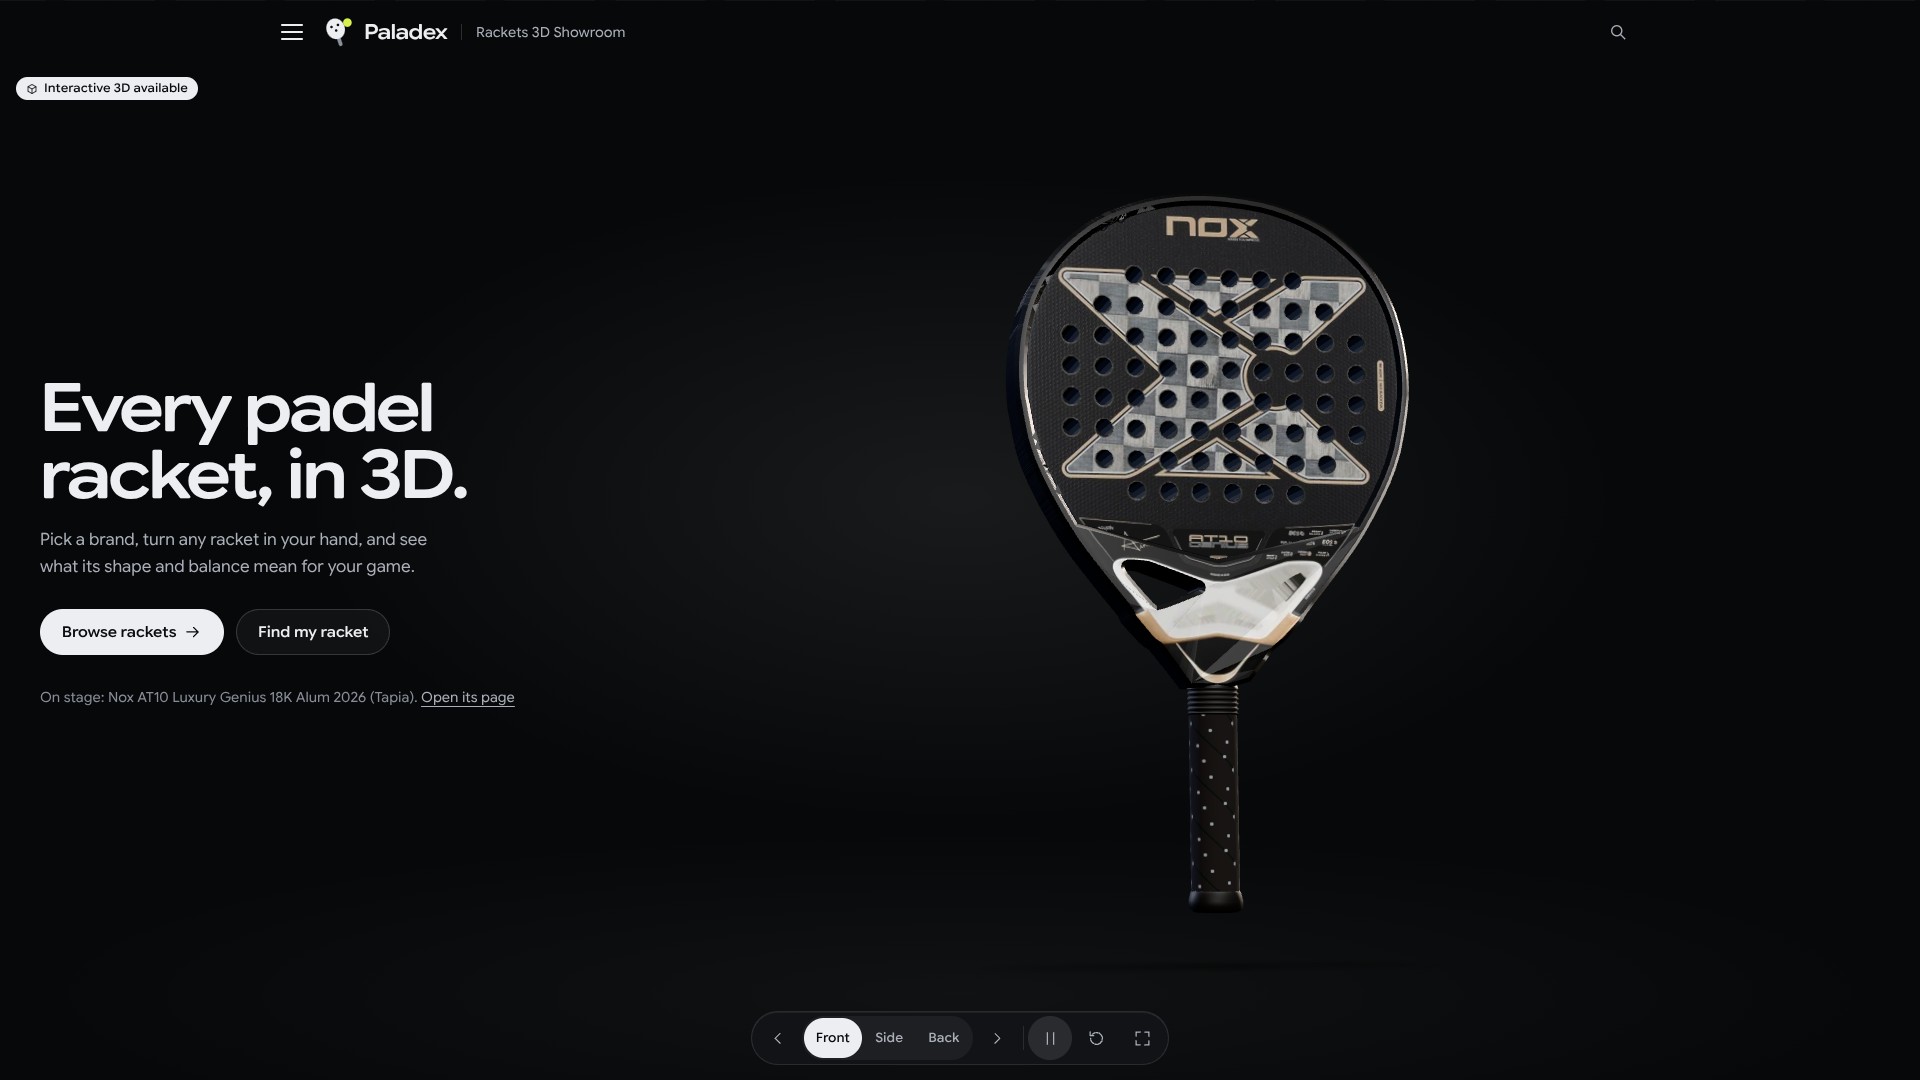 Paladex
Rackets 3D Showroom
Interactive 3D available
nox
Every padel
racket, in 3D.
Pick a brand, turn any racket in your hand, and see
what its shape and balance mean for your game.
AT10
GENIUS
Browse rackets
Find my racket
On stage: Nox AT10 Luxury Genius 18K Alum 2026 (Tapia). Open its page
Front
Side
Back